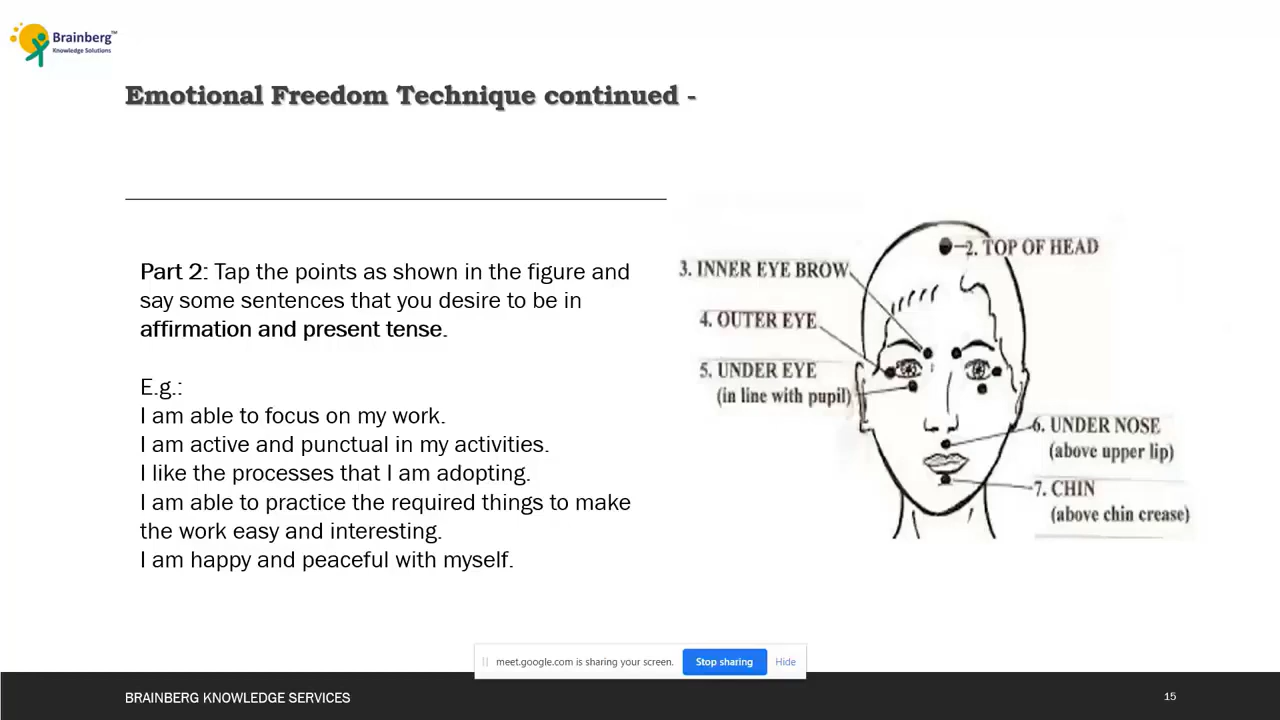 Brainberg™
Knowledge Solutions
Emotional Freedom Technique continued -
Part 2: Tap the points as shown in the figure and
say some sentences that you desire to be in
affirmation and present tense.
E.g.:
I am able to focus on my work.
I am active and punctual in my activities.
I like the processes that I am adopting.
I am able to practice the required things to make
the work easy and interesting.
I am happy and peaceful with myself.
2. TOP OF HEAD
3. INNER EYE BROW
4. OUTER EYE
5. UNDER EYE
(in line with pupil)
6. UNDER NOSE
(above upper lip)
7. CHIN
(above chin crease)
meet.google.com is sharing your screen.
Stop sharing
Hide
BRAINBERG KNOWLEDGE SERVICES
15